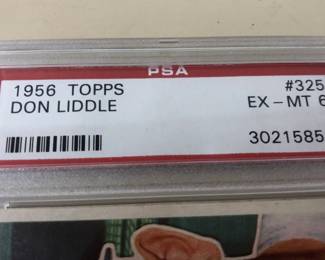 PSA
1956 TOPPS #325
DON LIDDLE EX-MT 6
3021585